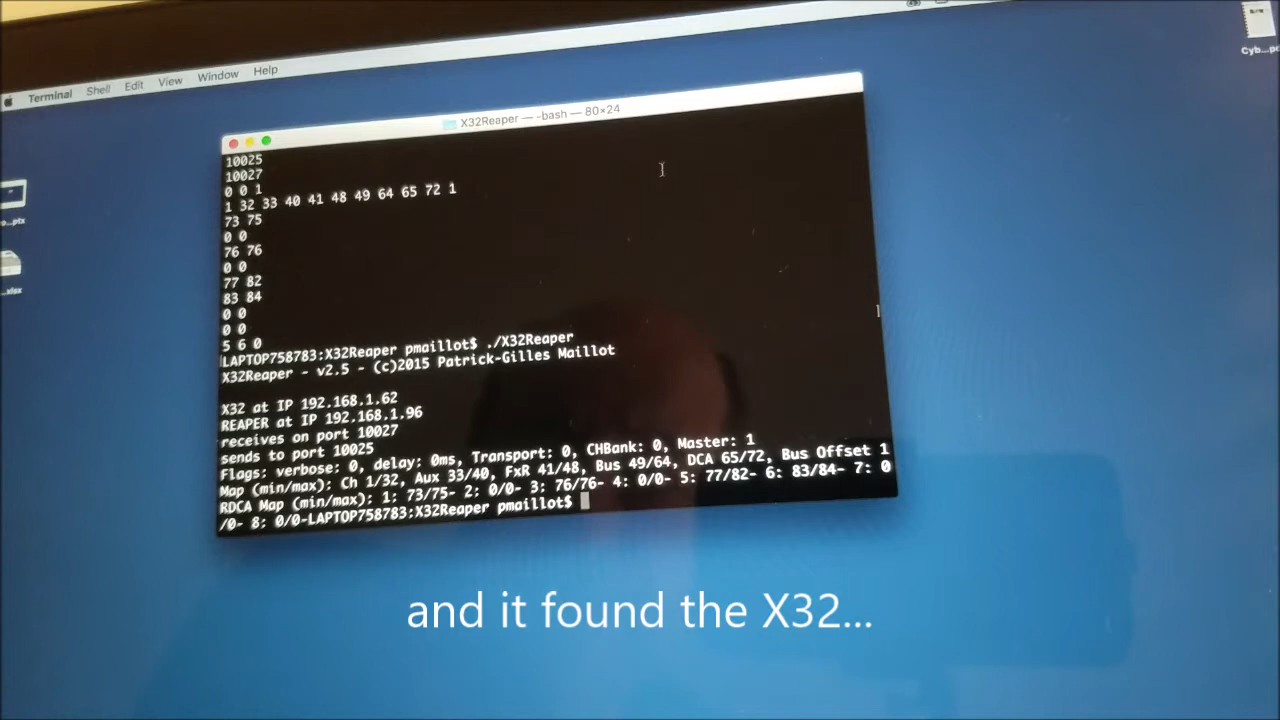 Terminal Shell Edit View Window Help
Cyb...
...ptx
...xlsx
X32Reaper — -bash — 80×24
10025
10027
0 0 1
1 32 33 40 41 48 49 64 65 72 1
73 75
0 0
76 76
0 0
77 82
83 84
0 0
0 0
5 6 0
LAPTOP758783:X32Reaper pmaillot$ ./X32Reaper
X32Reaper - v2.5 - (c)2015 Patrick-Gilles Maillot
X32 at IP 192.168.1.62
REAPER at IP 192.168.1.96
receives on port 10027
sends to port 10025
Flags: verbose: 0, delay: 0ms, Transport: 0, CHBank: 0, Master: 1
Map (min/max): Ch 1/32, Aux 33/40, FxR 41/48, Bus 49/64, DCA 65/72, Bus Offset 1
RDCA Map (min/max): 1: 73/75- 2: 0/0- 3: 76/76- 4: 0/0- 5: 77/82- 6: 83/84- 7: 0
/0- 8: 0/0-LAPTOP758783:X32Reaper pmaillot$
and it found the X32...